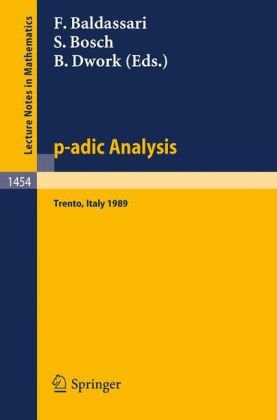 F. Baldassari
S. Bosch
B. Dwork (Eds.)
Lecture Notes in Mathematics
1454
p-adic Analysis
Trento, Italy 1989
Springer